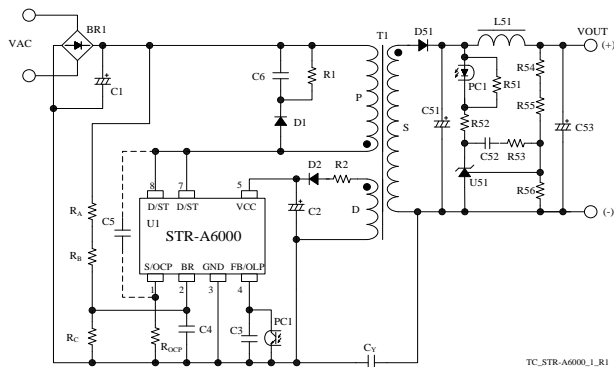 BR1
T1
D51
L51
VOUT
(+)
VAC
C1
C6
R1
P
D1
S
C51
PC1
R51
R52
R54
R55
C52
R53
C53
U51
R56
(-)
D2
R2
C2
D
8
7
5
D/ST
D/ST
VCC
U1
STR-A6000
S/OCP
BR
GND
FB/OLP
1
2
3
4
C5
RA
RB
RC
ROCP
C4
C3
PC1
CY
TC_STR-A6000_1_R1